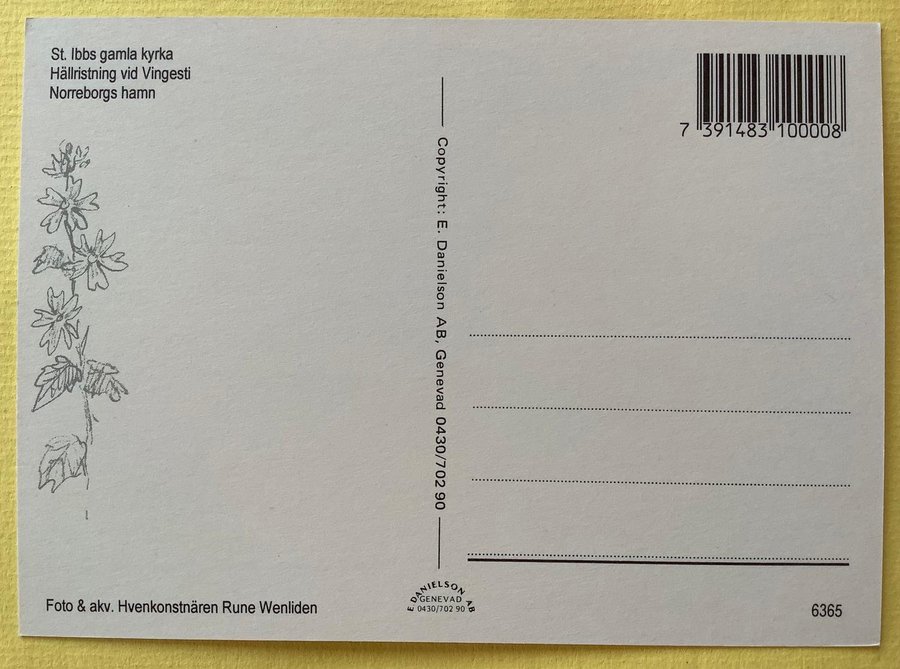 St. Ibbs gamla kyrka
Hällristning vid Vingesti
Norreborgs hamn
7 391483 100008
Copyright: E. Danielson AB, Genevad 0430/702 90
Foto & akv. Hvenkonstnären Rune Wenliden
E DANIELSON AB
GENEVAD
0430/702 90
6365